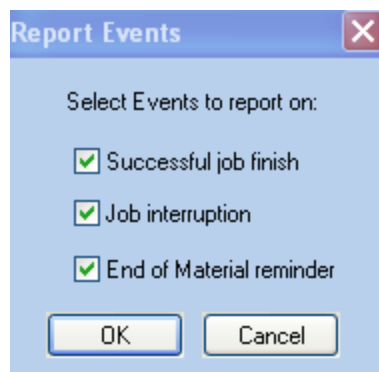 Report Events
Select Events to report on:
Successful job finish
Job interruption
End of Material reminder
OK Cancel